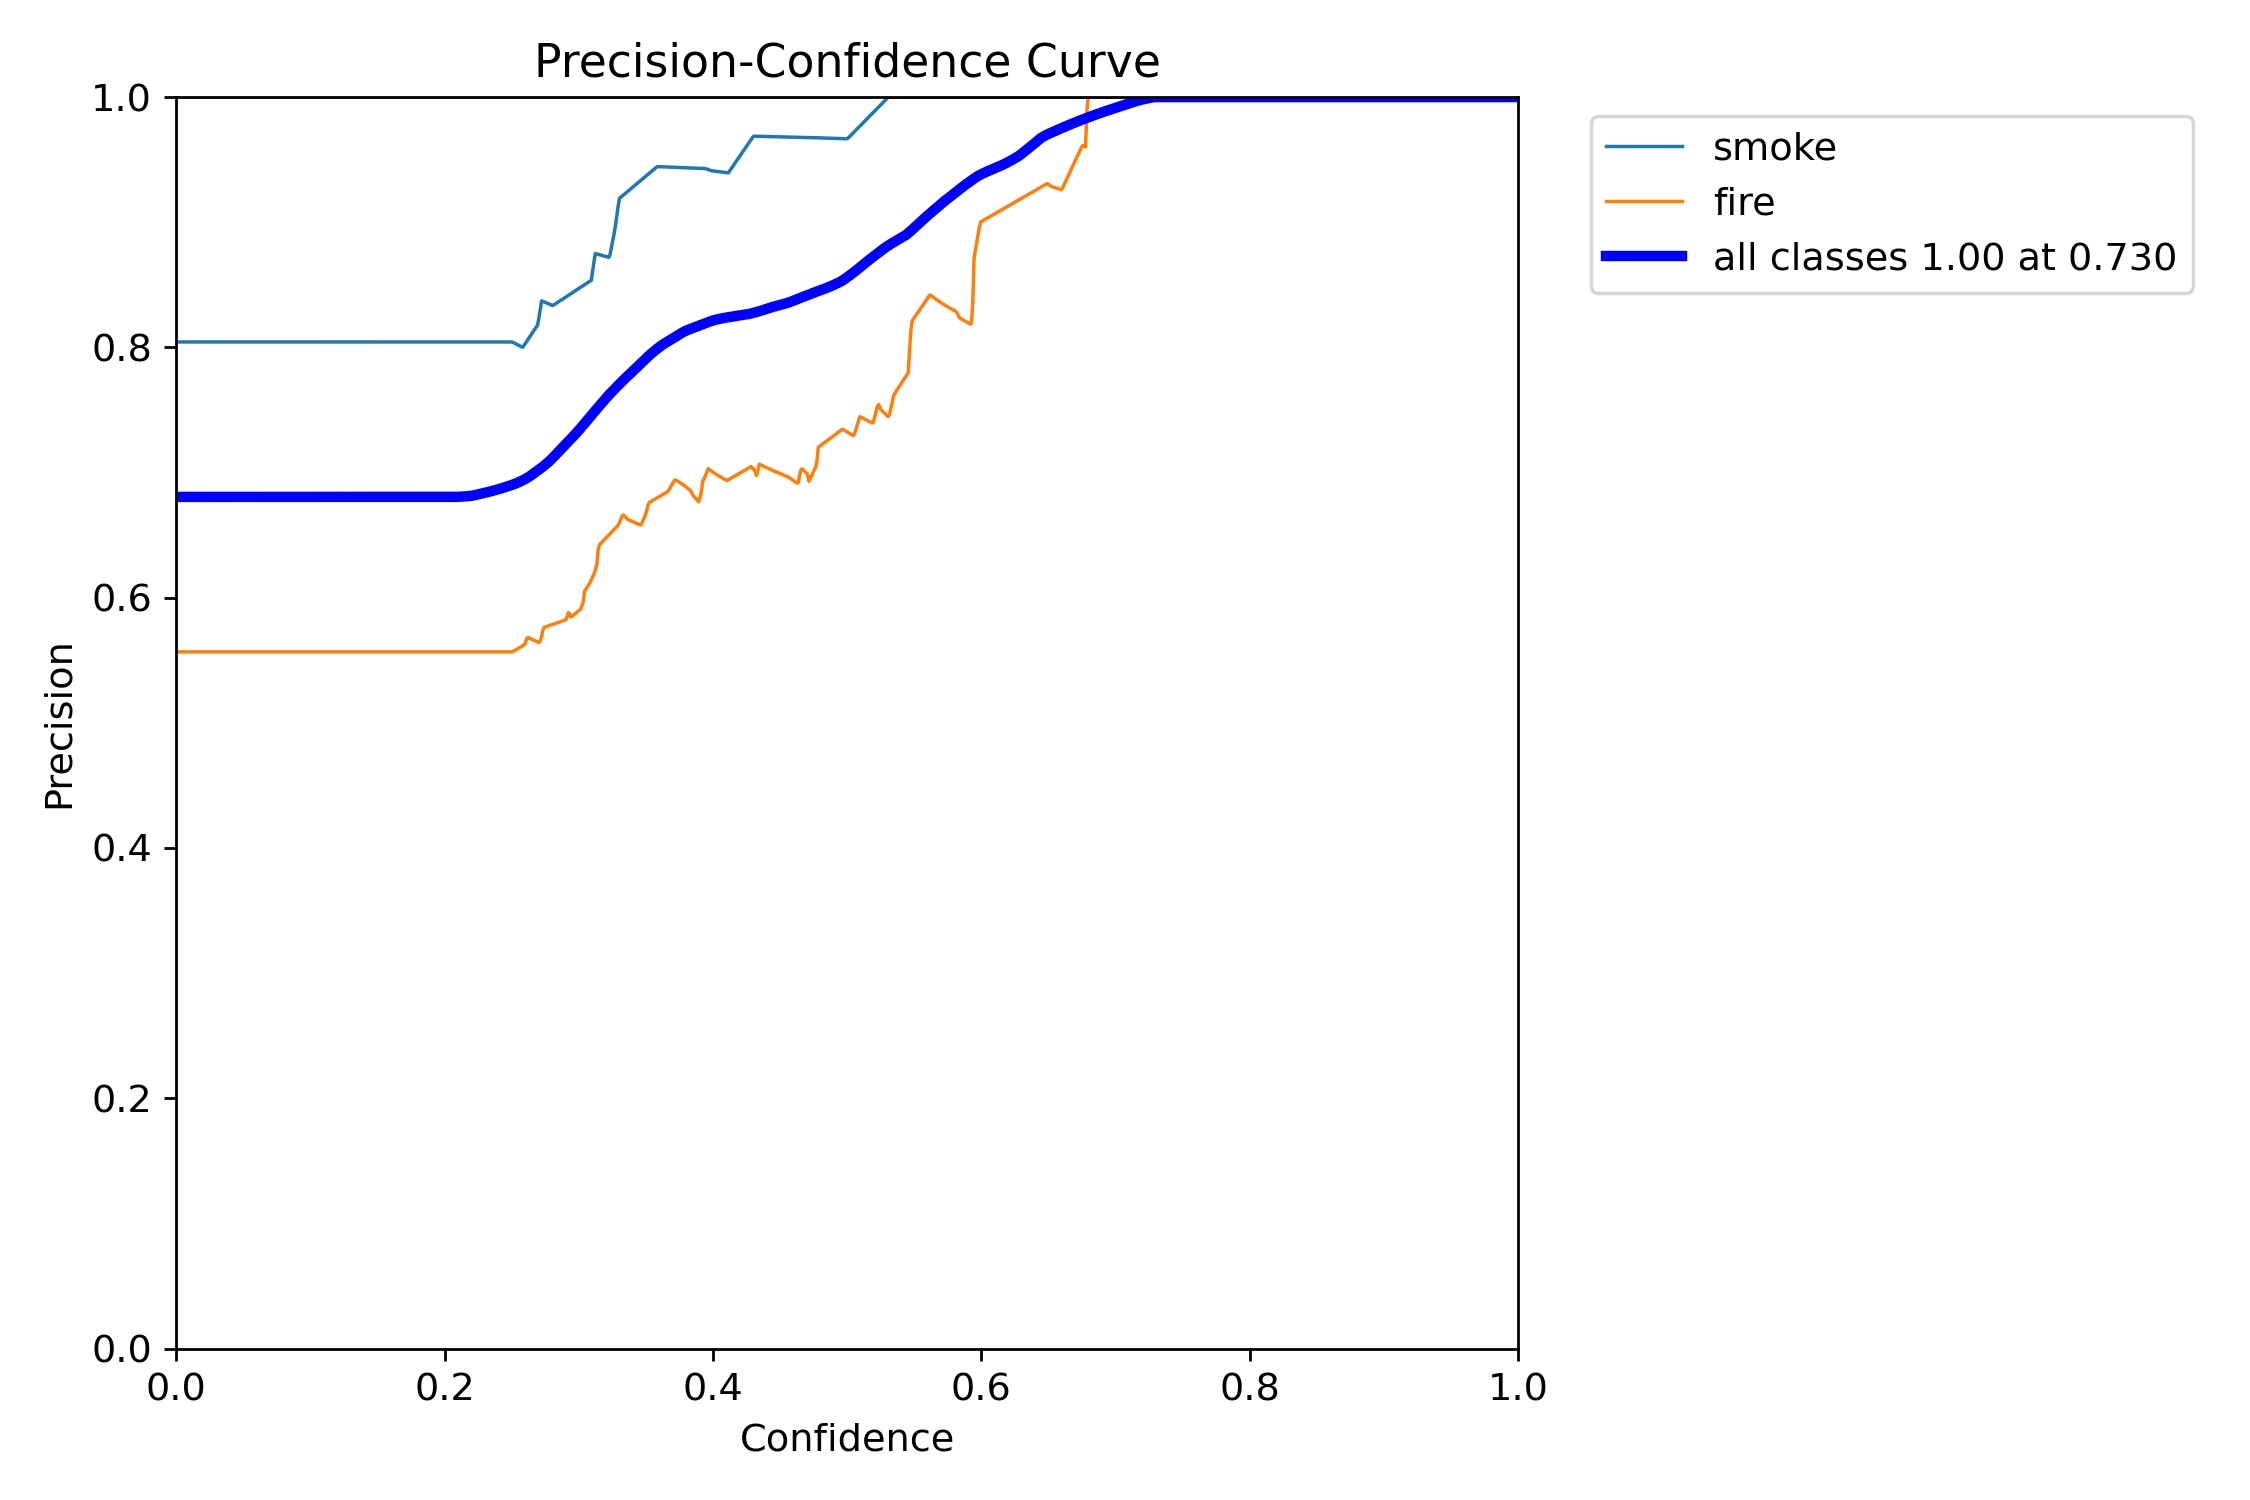 Precision-Confidence Curve
1.0
0.8
0.6
0.4
0.2
0.0
Precision
0.0 0.2 0.4 0.6 0.8 1.0
Confidence
smoke
fire
all classes 1.00 at 0.730